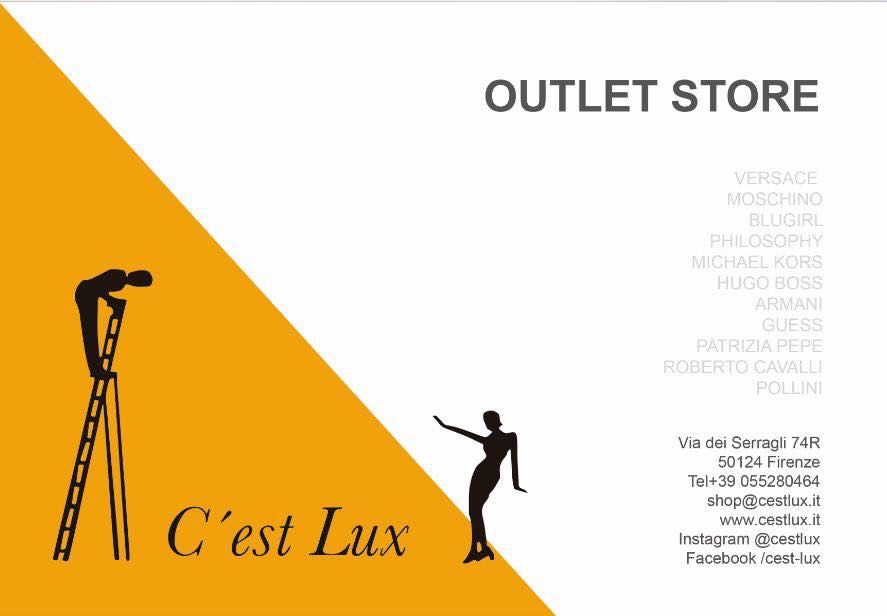 OUTLET STORE
VERSACE
MOSCHINO
BLUGIRL
PHILOSOPHY
MICHAEL KORS
HUGO BOSS
ARMANI
GUESS
PATRIZIA PEPE
ROBERTO CAVALLI
POLLINI
Via dei Serragli 74R
50124 Firenze
Tel+39 055280464
shop@cestlux.it
www.cestlux.it
Instagram @cestlux
Facebook /cest-lux
C´est Lux